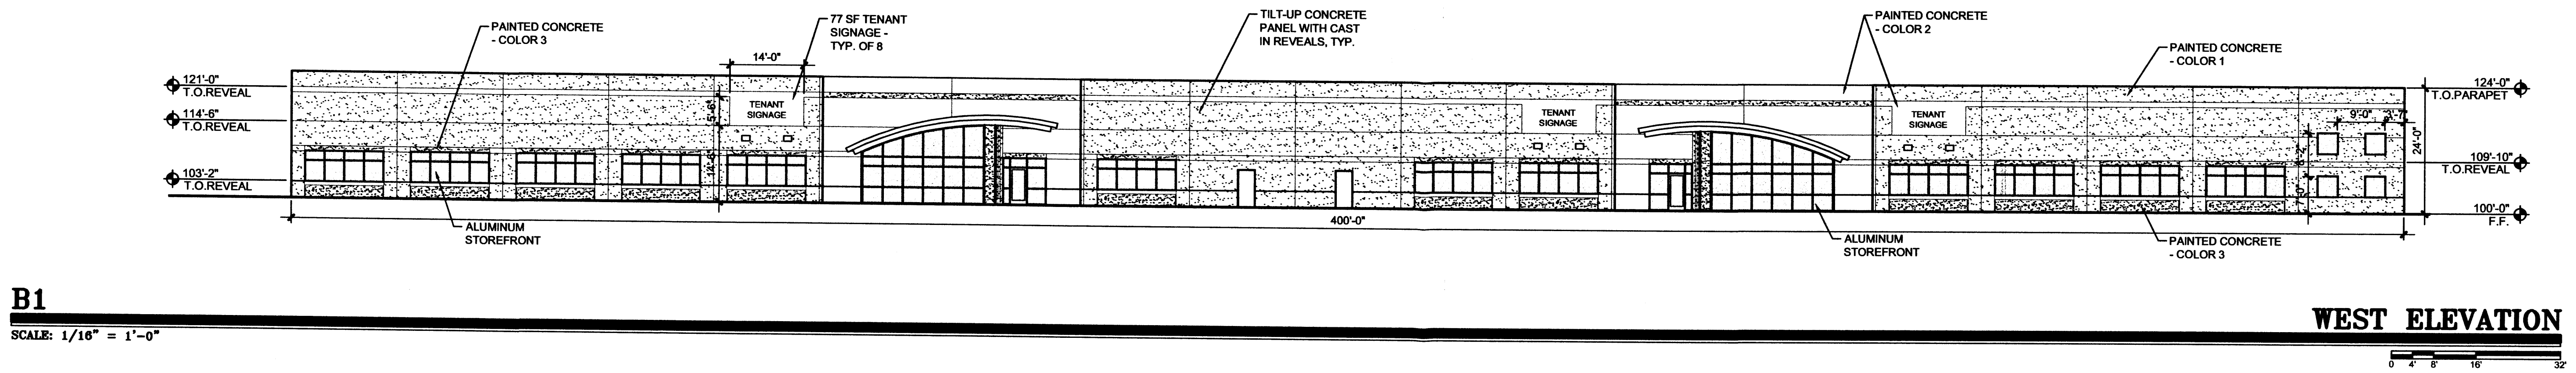 PAINTED CONCRETE
- COLOR 3
77 SF TENANT
SIGNAGE -
TYP. OF 8
TILT-UP CONCRETE
PANEL WITH CAST
IN REVEALS, TYP.
PAINTED CONCRETE
- COLOR 2
PAINTED CONCRETE
- COLOR 1
14'-0"
121'-0"
T.O.REVEAL
114'-6"
T.O.REVEAL
103'-2"
T.O.REVEAL
5'-6"
14'-6"
TENANT
SIGNAGE
TENANT
SIGNAGE
TENANT
SIGNAGE
9'-0"
24'-0"
124'-0"
T.O.PARAPET
109'-10"
T.O.REVEAL
100'-0"
F.F.
400'-0"
ALUMINUM
STOREFRONT
ALUMINUM
STOREFRONT
PAINTED CONCRETE
- COLOR 3
B1
WEST ELEVATION
SCALE: 1/16" = 1'-0"
0 4' 8' 16' 32'